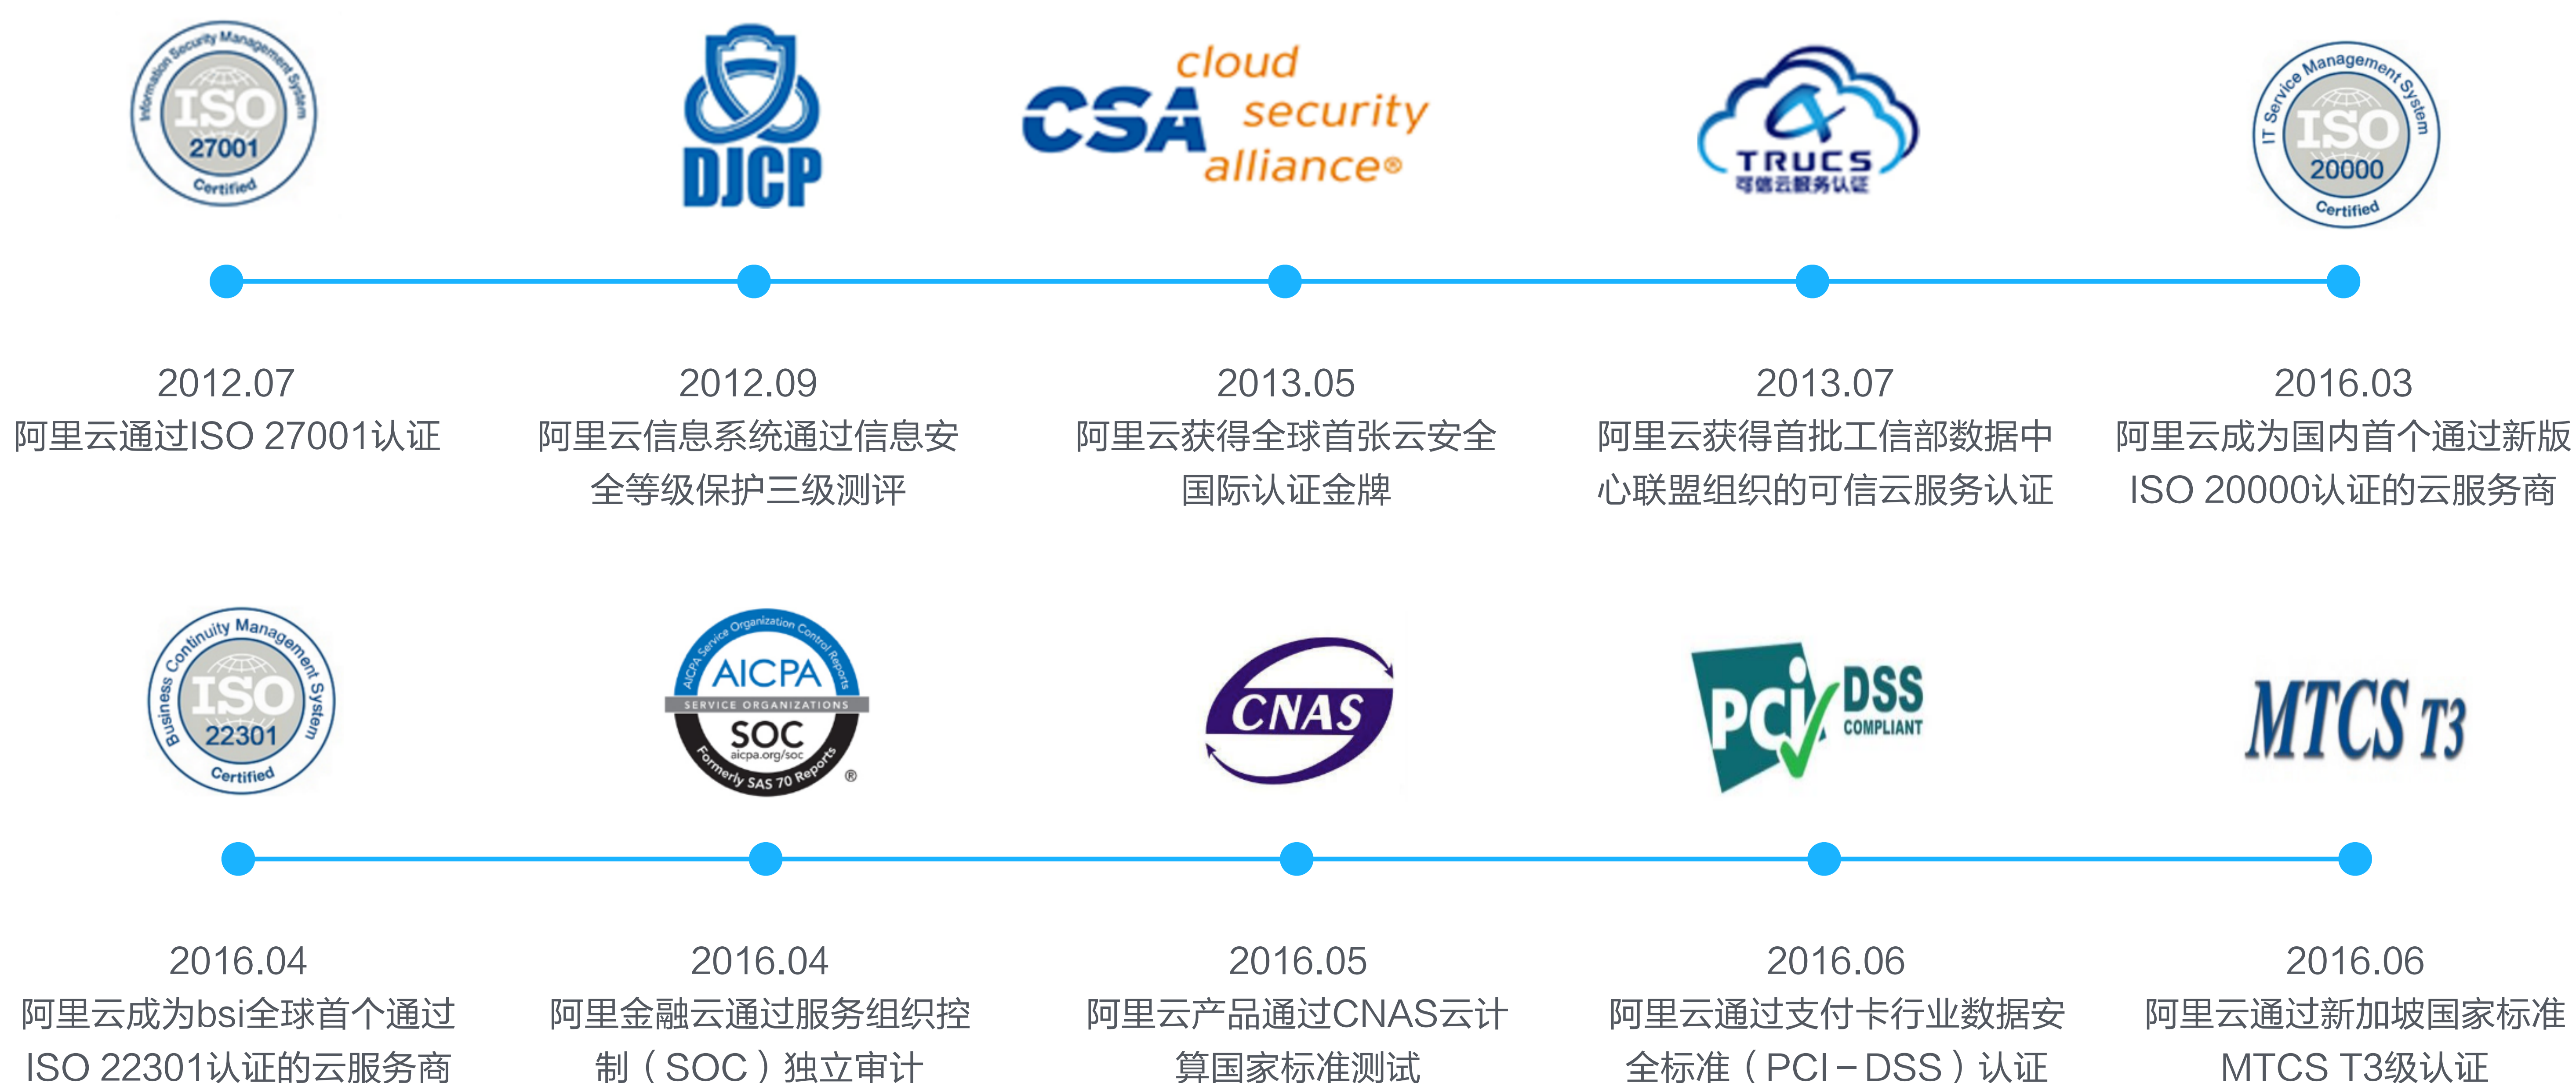 Information Security Management System
ISO
27001
Certified
DJCP
CSA
cloud
security
alliance®
TRUCS
可信云服务认证
IT Service Management System
ISO
20000
Certified
2012.07
阿里云通过ISO 27001认证
2012.09
阿里云信息系统通过信息安
全等级保护三级测评
2013.05
阿里云获得全球首张云安全
国际认证金牌
2013.07
阿里云获得首批工信部数据中
心联盟组织的可信云服务认证
2016.03
阿里云成为国内首个通过新版
ISO 20000认证的云服务商
Business Continuity Management System
ISO
22301
Certified
AICPA Service Organization Control Reports
AICPA
SERVICE ORGANIZATIONS
SOC
aicpa.org/soc
Formerly SAS 70 Reports
®
CNAS
PCi
DSS
COMPLIANT
MTCS T3
2016.04
阿里云成为bsi全球首个通过
ISO 22301认证的云服务商
2016.04
阿里金融云通过服务组织控
制（SOC）独立审计
2016.05
阿里云产品通过CNAS云计
算国家标准测试
2016.06
阿里云通过支付卡行业数据安
全标准（PCI－DSS）认证
2016.06
阿里云通过新加坡国家标准
MTCS T3级认证